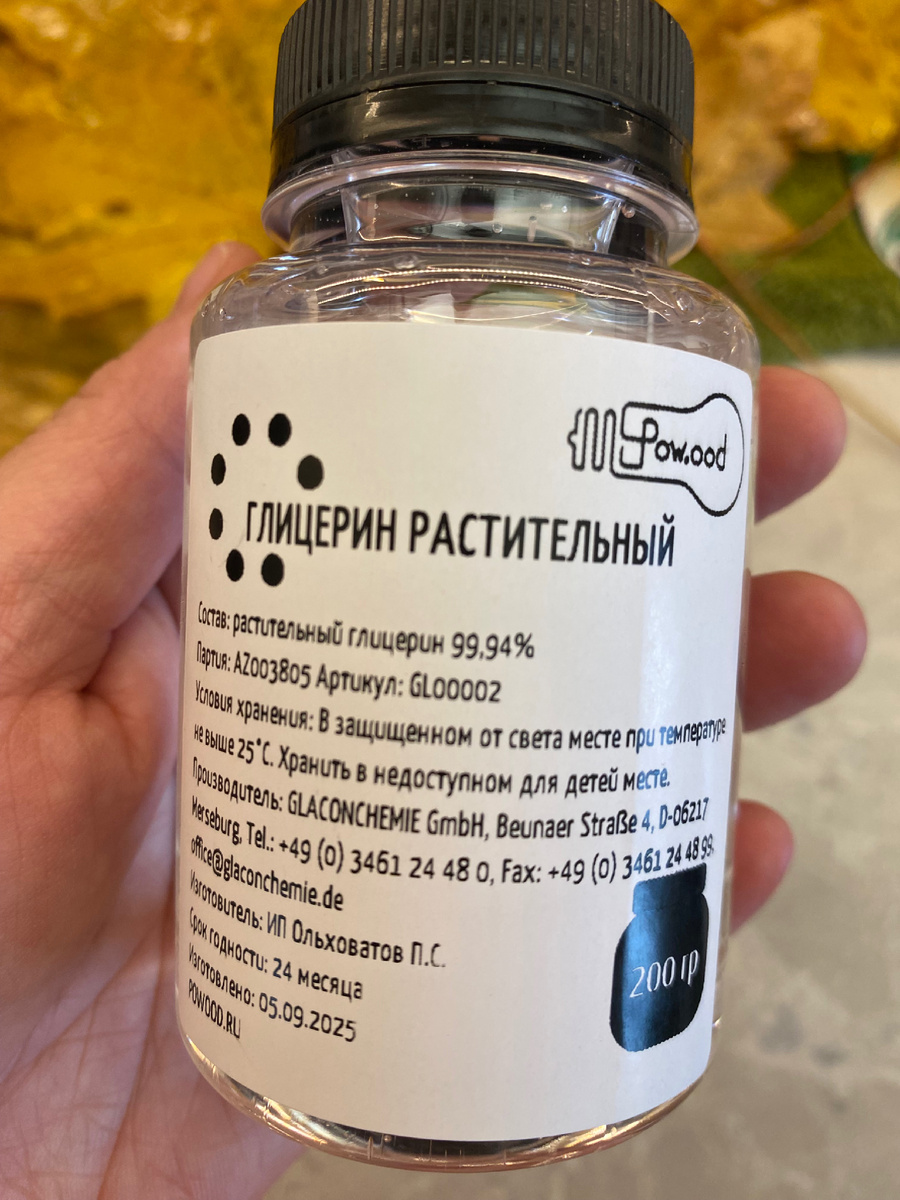 Pow.ood
ГЛИЦЕРИН РАСТИТЕЛЬНЫЙ
Состав: растительный глицерин 99,94%
Партия: AZ003805 Артикул: GL00002
Условия хранения: В защищенном от света месте при температуре
не выше 25°C. Хранить в недоступном для детей месте.
Производитель: GLACONCHEMIE GmbH, Beunaer Straße 4, D-06217
Merseburg, Tel.: +49 (0) 3461 24 48 0, Fax: +49 (0) 3461 24 48 99,
office@glaconchemie.de
Изготовитель: ИП Ольховатов П.С.
Срок годности: 24 месяца
Изготовлено: 05.09.2025
POWOOD.RU
200 гр